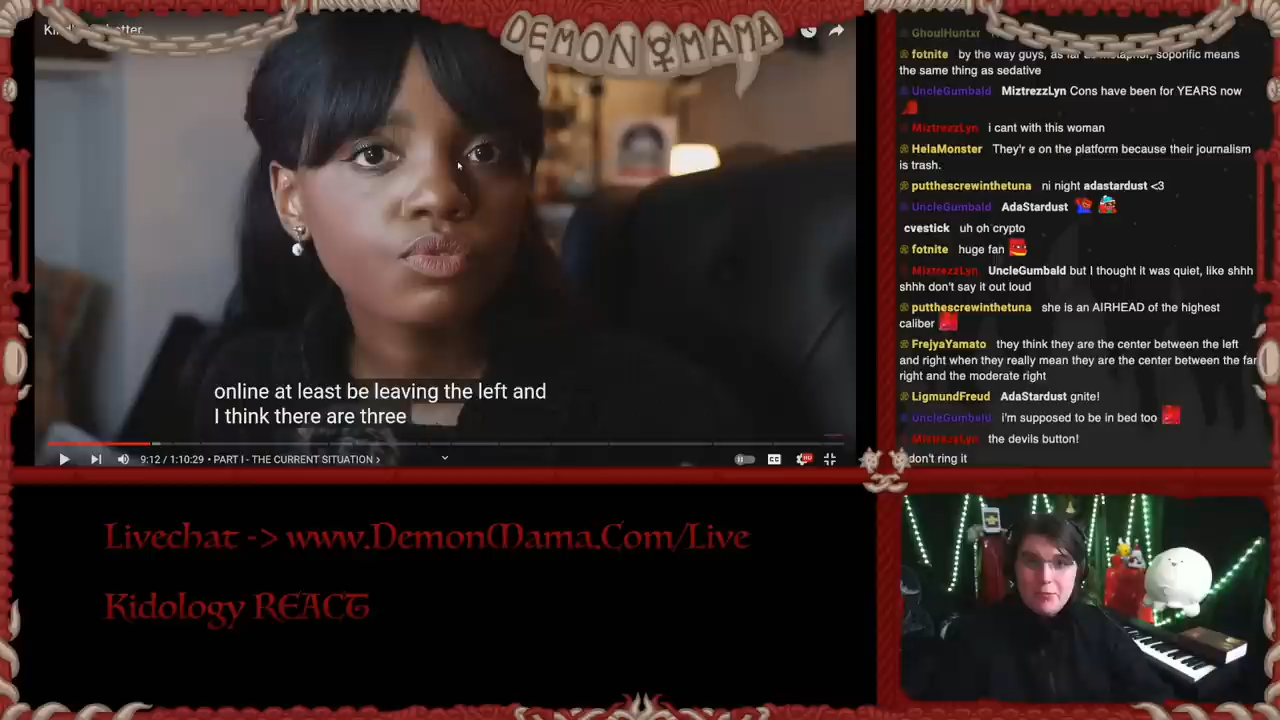 DEMON MAMA
online at least be leaving the left and
I think there are three
9:12 / 1:10:29 • PART I - THE CURRENT SITUATION ›
CC
HD
GhoulHuntxr
fotnite by the way guys, as far as metaphor, soporific means
the same thing as sedative
UncleGumbald MiztrezzLyn Cons have been for YEARS now
MiztrezzLyn i cant with this woman
HelaMonster They'r e on the platform because their journalism
is trash.
putthescrewinthetuna ni night adastardust <3
UncleGumbald AdaStardust
cvestick uh oh crypto
fotnite huge fan
MiztrezzLyn UncleGumbald but I thought it was quiet, like shhh
shhh don't say it out loud
putthescrewinthetuna she is an AIRHEAD of the highest
caliber
FrejyaYamato they think they are the center between the left
and right when they really mean they are the center between the far
right and the moderate right
LigmundFreud AdaStardust gnite!
UncleGumbald i'm supposed to be in bed too
MiztrezzLyn the devils button!
don't ring it
Livechat -> www.DemonMama.Com/Live
Kidology REACT